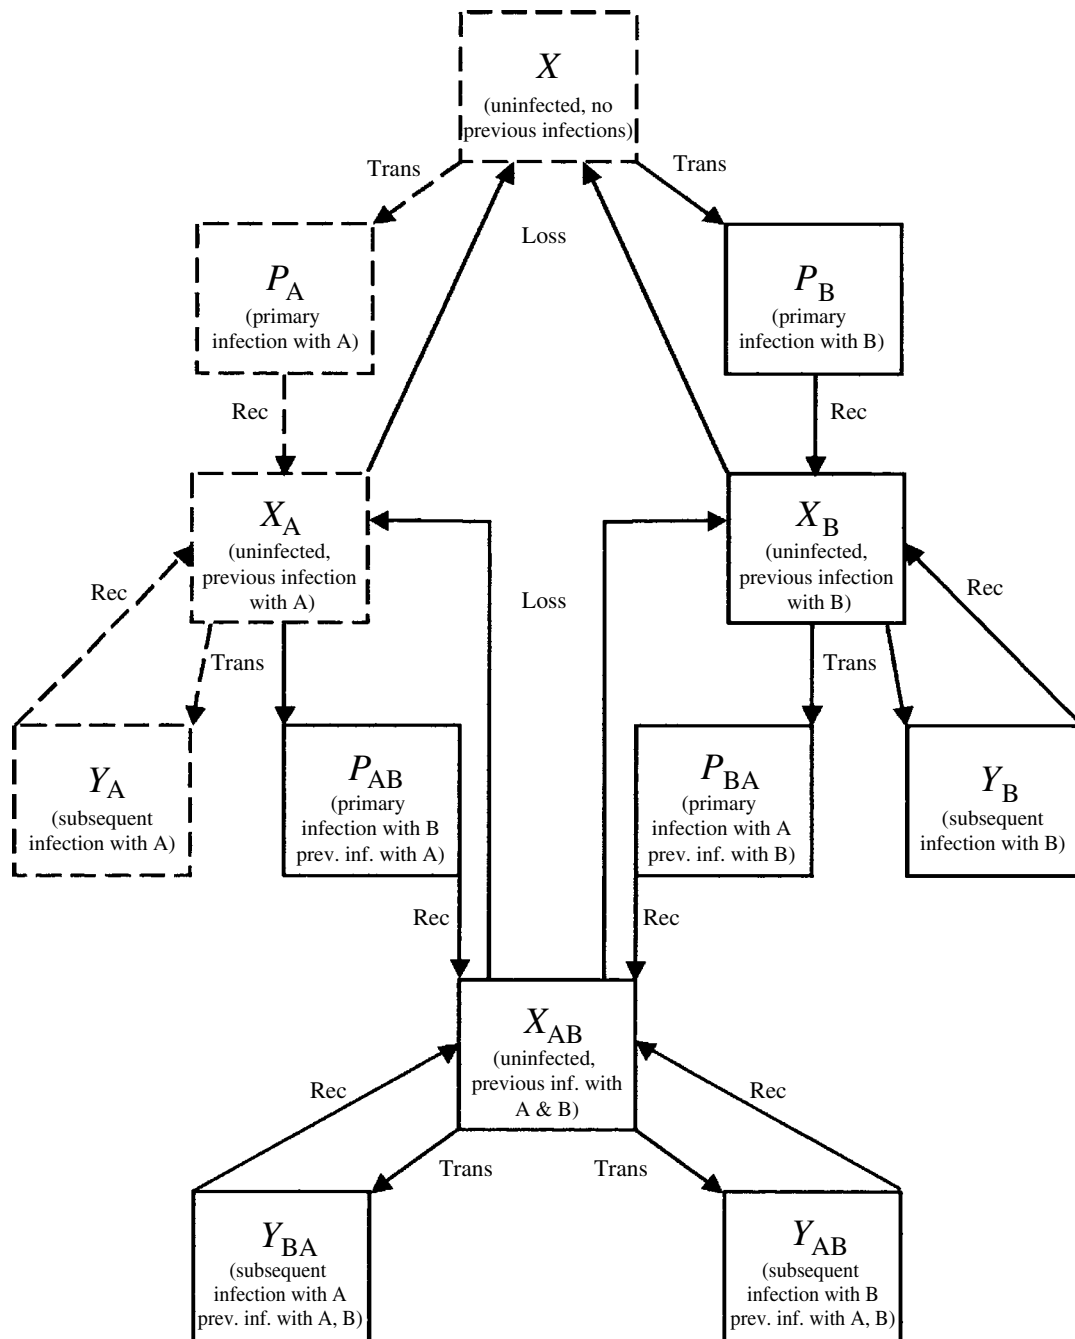 X
(uninfected, no
previous infections)
Trans
Trans
Loss
P_A
(primary
infection with A)
P_B
(primary
infection with B)
Rec
Rec
X_A
(uninfected,
previous infection
with A)
X_B
(uninfected,
previous infection
with B)
Rec
Loss
Rec
Trans
Trans
Y_A
(subsequent
infection with A)
P_AB
(primary
infection with B
prev. inf. with A)
P_BA
(primary
infection with A
prev. inf. with B)
Y_B
(subsequent
infection with B)
Rec
Rec
X_AB
(uninfected,
previous inf. with
A & B)
Rec
Rec
Trans
Trans
Y_BA
(subsequent
infection with A
prev. inf. with A, B)
Y_AB
(subsequent
infection with B
prev. inf. with A, B)